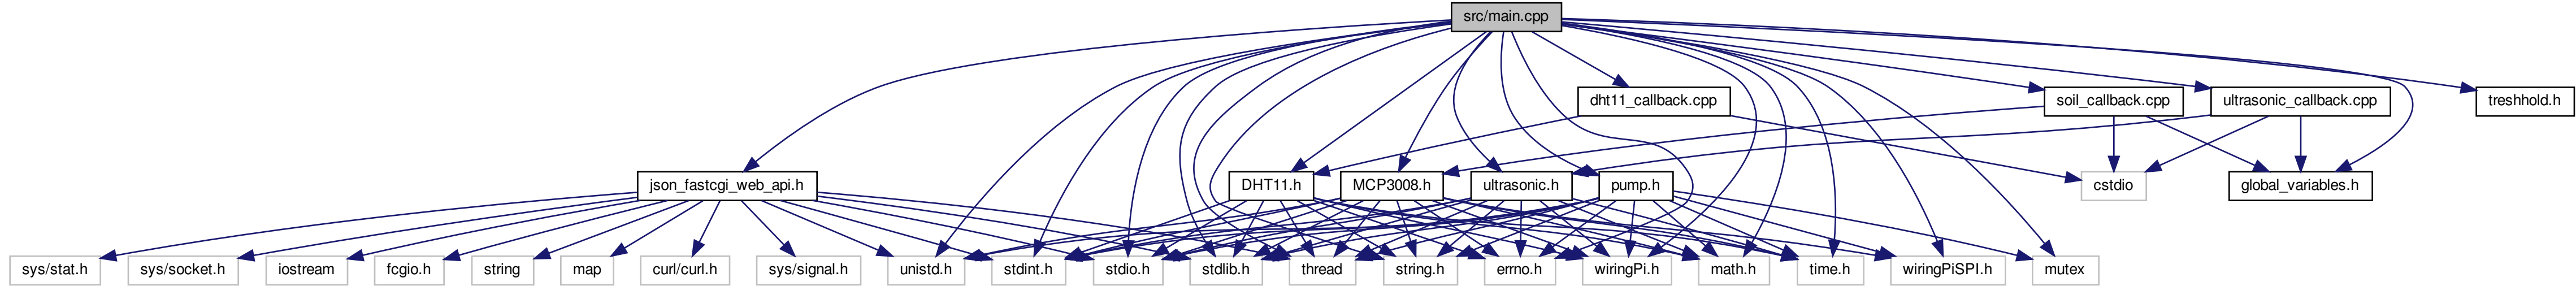 src/main.cpp
dht11_callback.cpp
soil_callback.cpp
ultrasonic_callback.cpp
treshhold.h
json_fastcgi_web_api.h
DHT11.h
MCP3008.h
ultrasonic.h
pump.h
cstdio
global_variables.h
sys/stat.h
sys/socket.h
iostream
fcgio.h
string
map
curl/curl.h
sys/signal.h
unistd.h
stdint.h
stdio.h
stdlib.h
thread
string.h
errno.h
wiringPi.h
math.h
time.h
wiringPiSPI.h
mutex